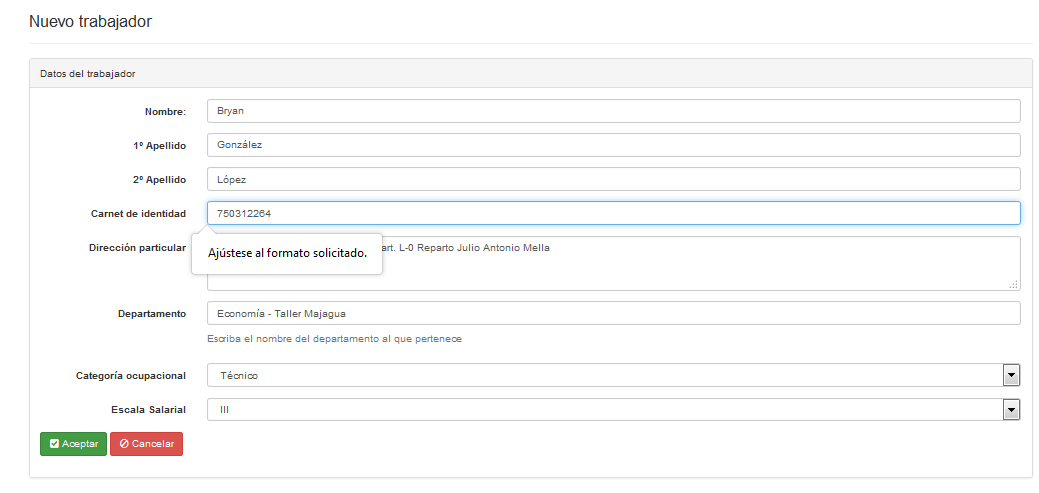 Nuevo trabajador
Datos del trabajador
Nombre: Bryan
1º Apellido González
2º Apellido López
Carnet de identidad 750312264
Dirección particular art. L-0 Reparto Julio Antonio Mella
Ajústese al formato solicitado.
Departamento Economía - Taller Majagua
Escriba el nombre del departamento al que pertenece
Categoría ocupacional Técnico
Escala Salarial III
Aceptar Cancelar